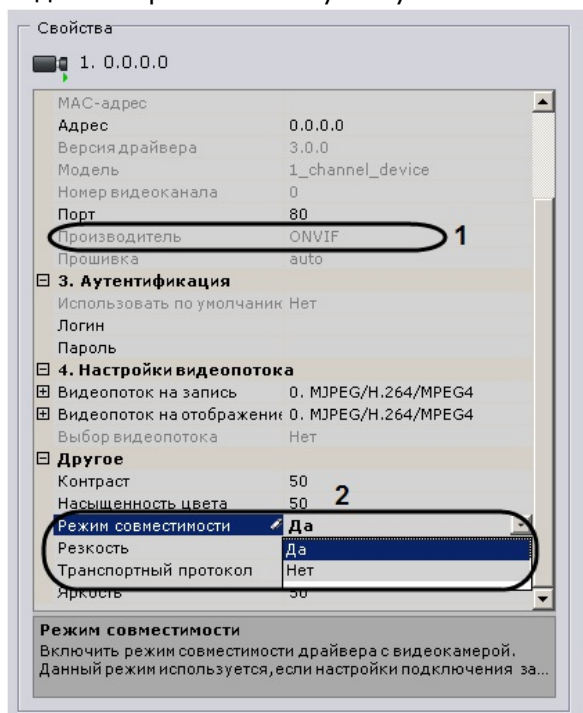 Свойства
1. 0.0.0.0
MAC-адрес
Адрес 0.0.0.0
Версия драйвера 3.0.0
Модель 1_channel_device
Номер видеоканала 0
Порт 80
Производитель ONVIF 1
Прошивка auto
3. Аутентификация
Использовать по умолчани Нет
Логин
Пароль
4. Настройки видеопотока
Видеопоток на запись 0. MJPEG/H.264/MPEG4
Видеопоток на отображени 0. MJPEG/H.264/MPEG4
Выбор видеопотока Нет
Другое
Контраст 50
Насыщенность цвета 50 2
Режим совместимости Да
Резкость Да
Транспортный протокол Нет
Яркость 50
Режим совместимости
Включить режим совместимости драйвера с видеокамерой.
Данный режим используется, если настройки подключения за...